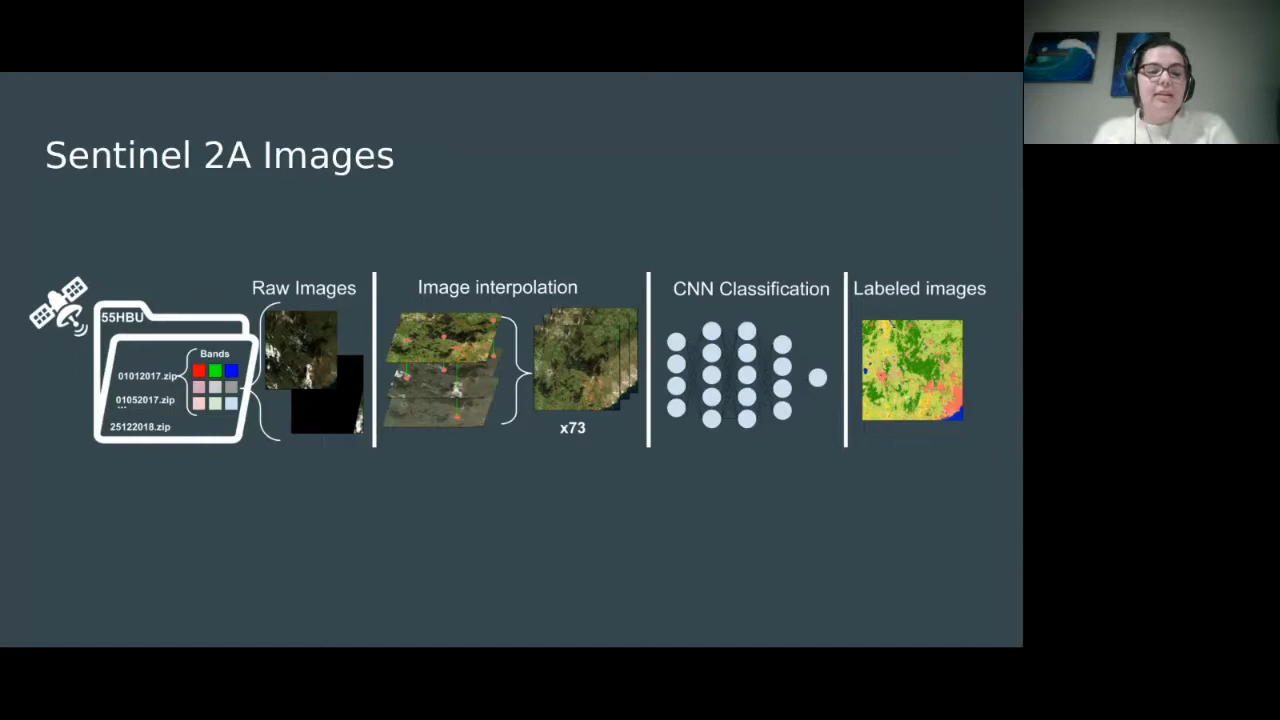 Sentinel 2A Images
Raw Images
Image interpolation
CNN Classification
Labeled images
55HBU
Bands
01012017.zip
01052017.zip
...
25122018.zip
x73